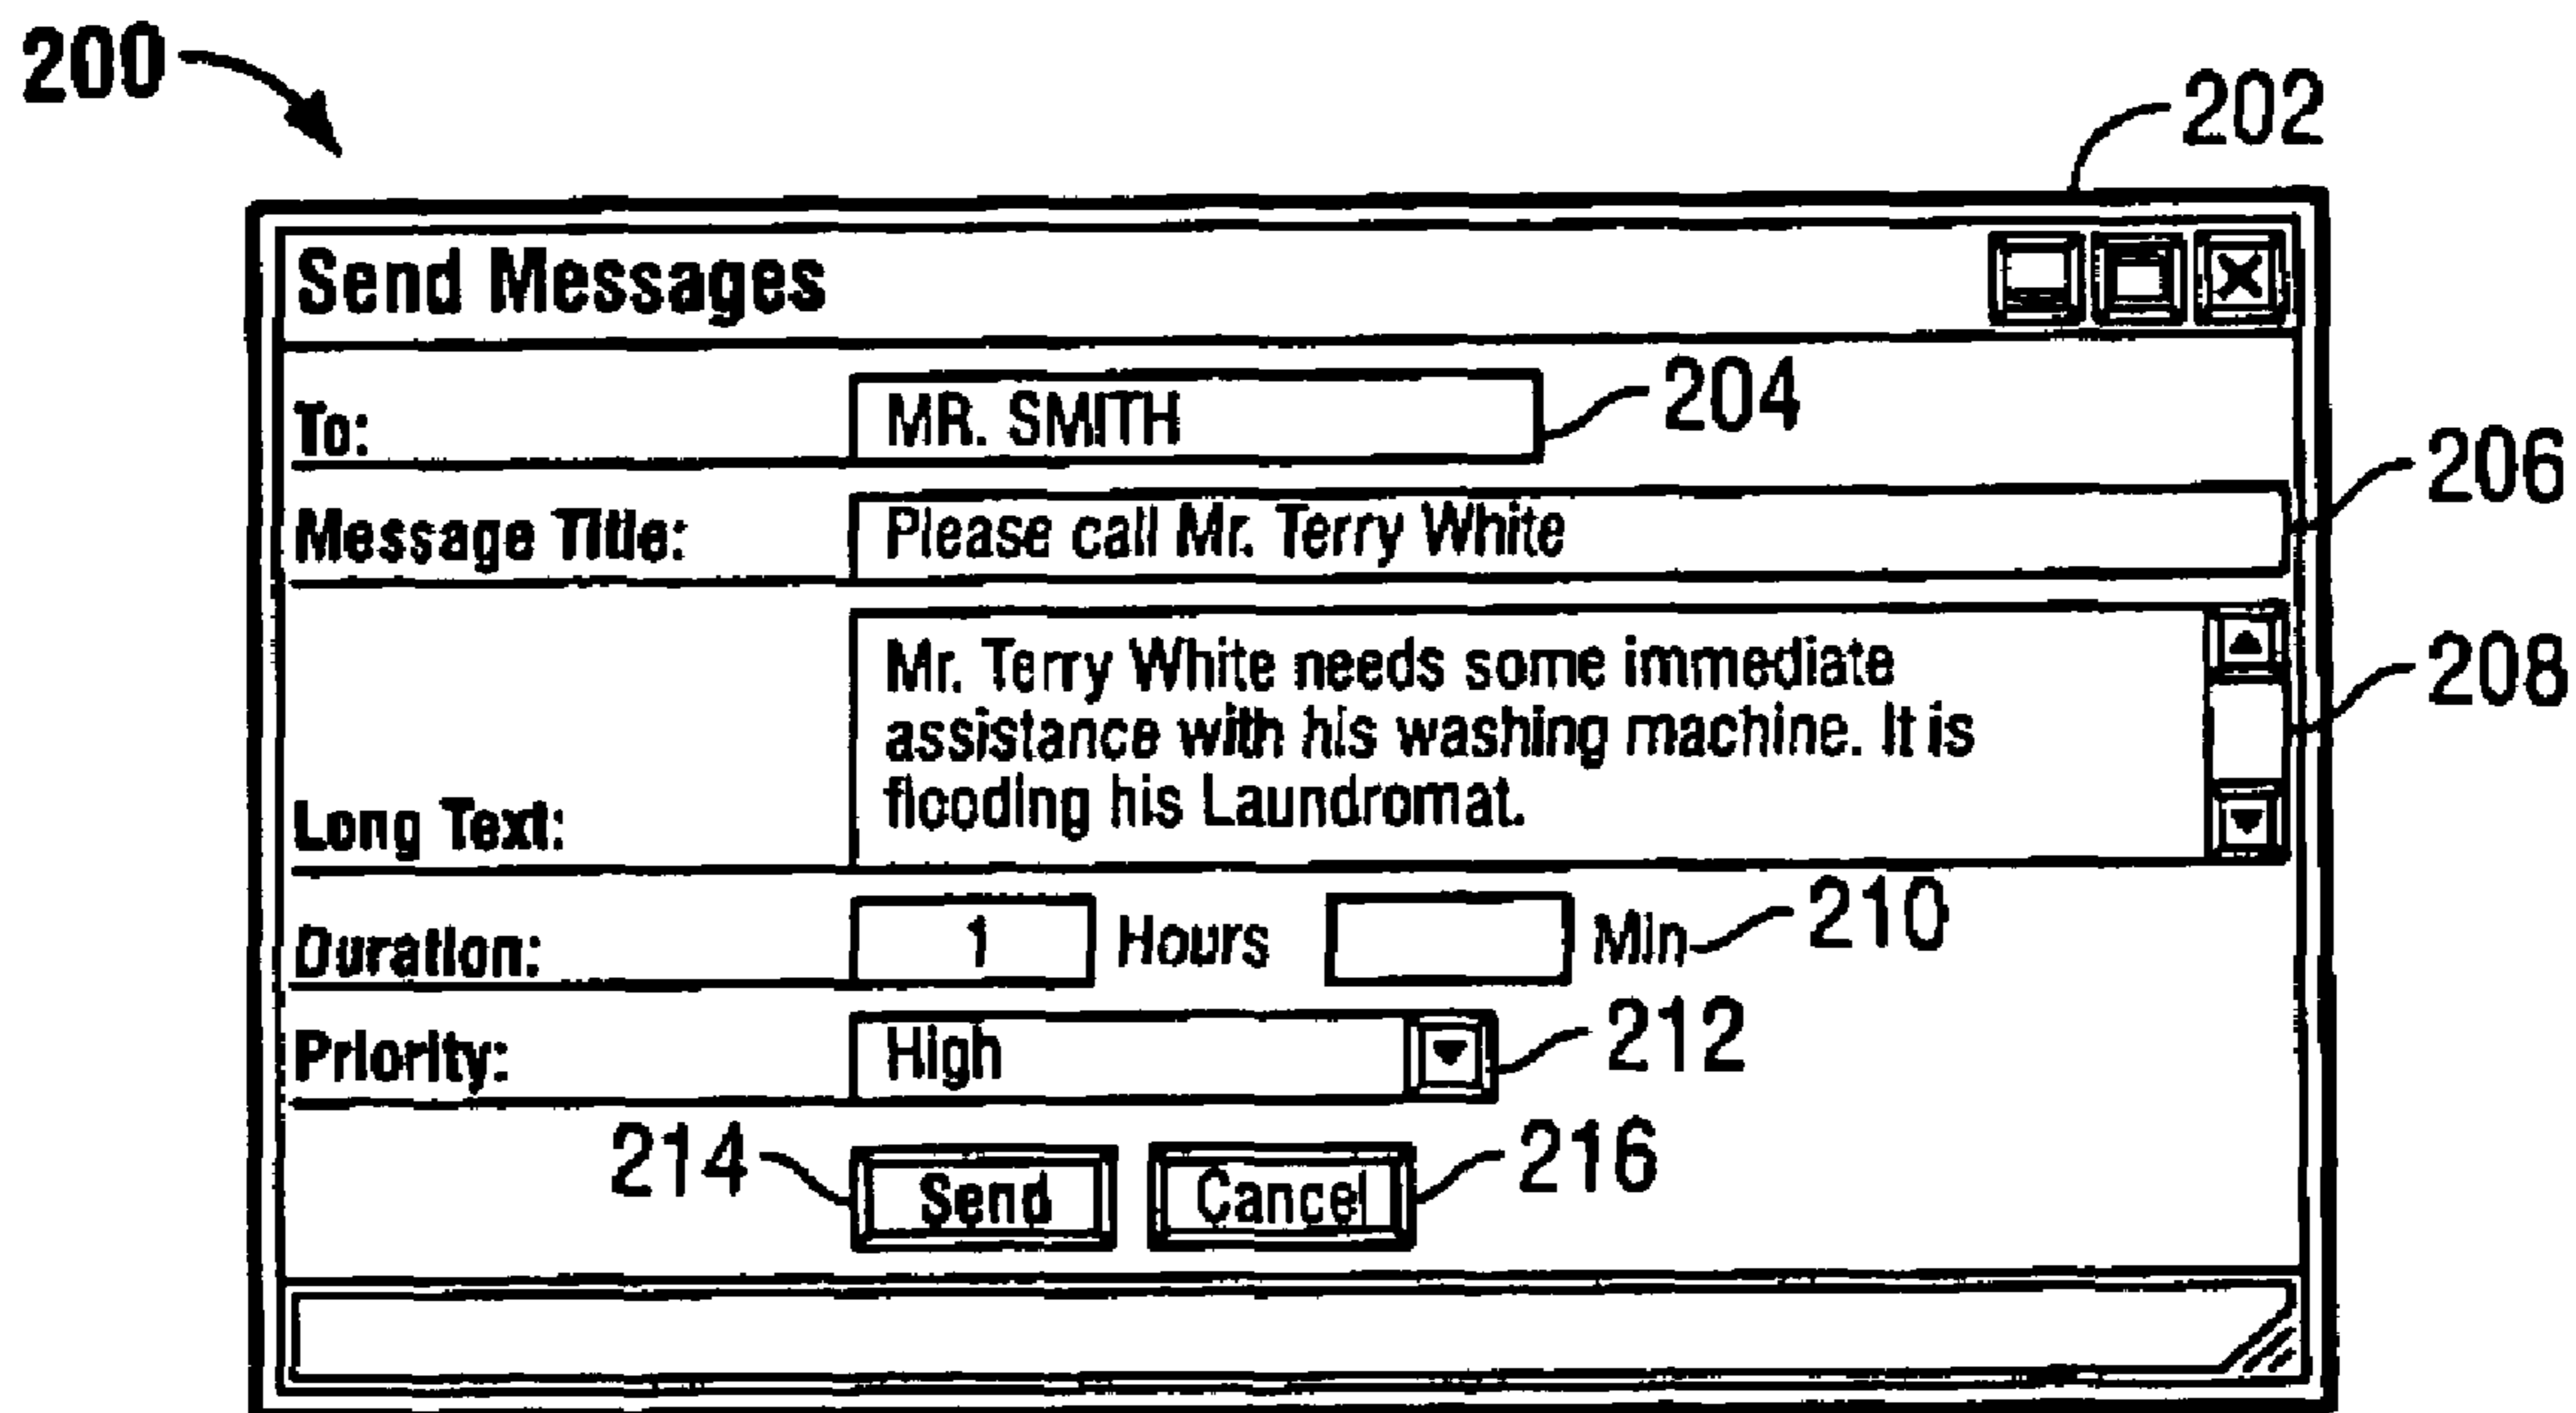 200
202
Send Messages
To: MR. SMITH 204
Message Title: Please call Mr. Terry White 206
Mr. Terry White needs some immediate
assistance with his washing machine. It is 208
flooding his Laundromat.
Long Text:
Duration: 1 Hours Min 210
Priority: High 212
214 Send Cancel 216